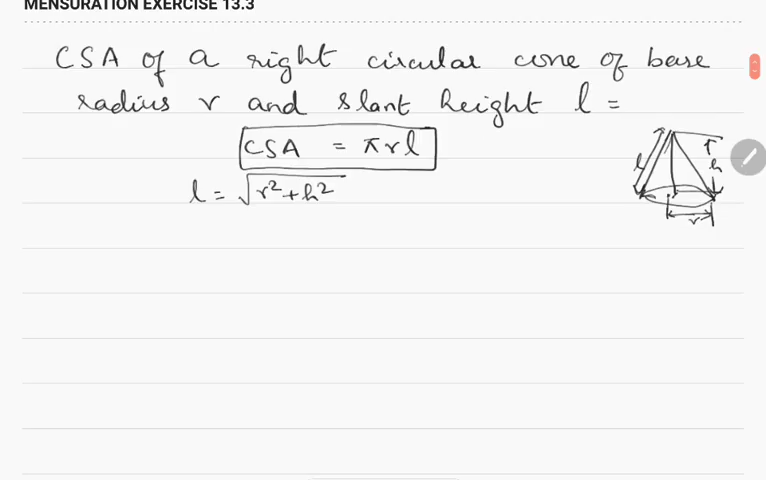 MENSURATION EXERCISE 13.3
CSA of a right circular cone of base
radius r and slant height l =
CSA = πrl
l = √r²+h²
l
h
r